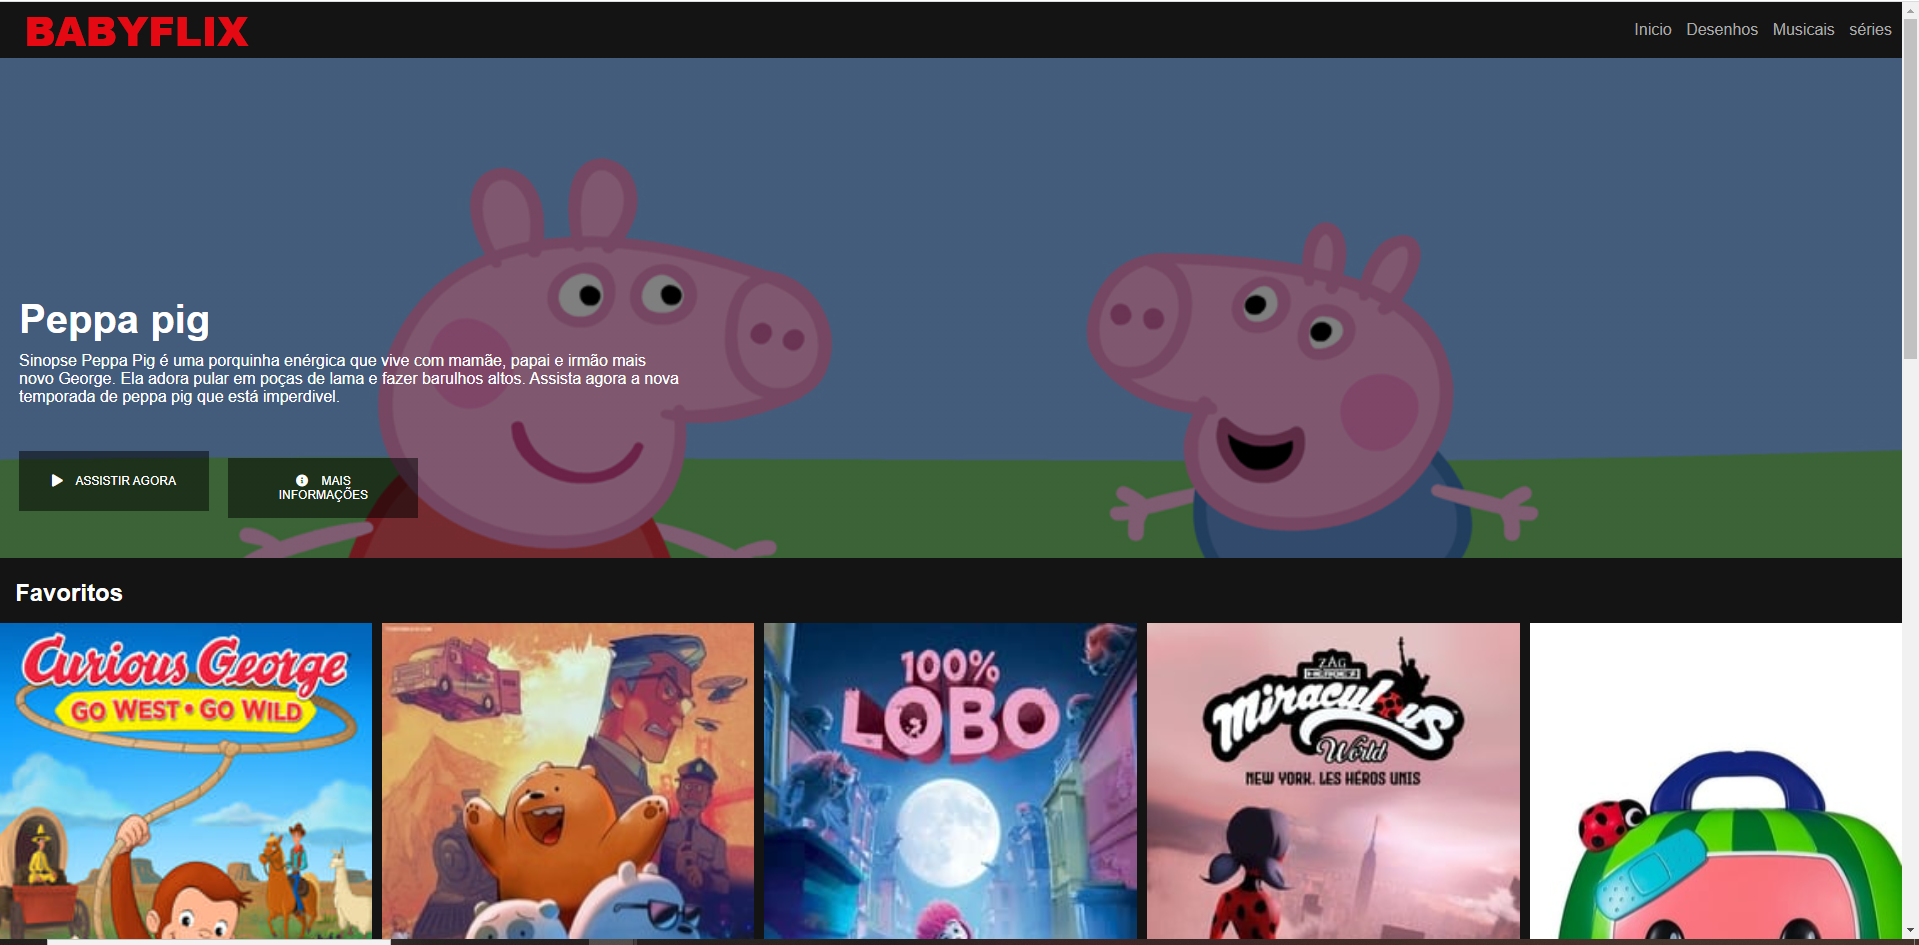 BABYFLIX
Inicio Desenhos Musicais séries
Peppa pig
Sinopse Peppa Pig é uma porquinha enérgica que vive com mamãe, papai e irmão mais
novo George. Ela adora pular em poças de lama e fazer barulhos altos. Assista agora a nova
temporada de peppa pig que está imperdivel.
ASSISTIR AGORA
MAIS
INFORMAÇÕES
Favoritos
Curious George
GO WEST • GO WILD
100%
LOBO
ZAG
HEROEZ
Miraculous
World
NEW YORK. LES HÉROS UNIS